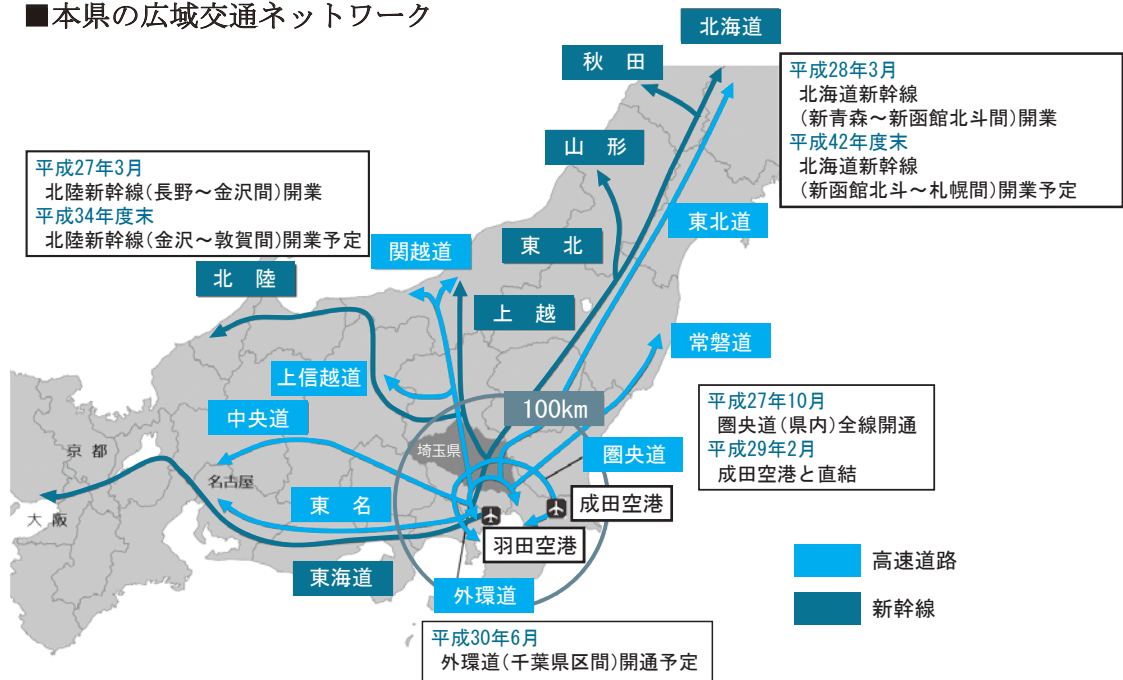 ■本県の広域交通ネットワーク
北海道
秋 田
平成28年3月
北海道新幹線
(新青森～新函館北斗間)開業
平成42年度末
北海道新幹線
(新函館北斗～札幌間)開業予定
山 形
平成27年3月
北陸新幹線(長野～金沢間)開業
平成34年度末
北陸新幹線(金沢～敦賀間)開業予定
東北道
関越道
東 北
北 陸
上 越
常磐道
上信越道
中央道
100km
平成27年10月
圏央道(県内)全線開通
平成29年2月
成田空港と直結
京都
埼玉県
圏央道
名古屋
東 名
成田空港
大阪
羽田空港
東海道
外環道
高速道路
新幹線
平成30年6月
外環道(千葉県区間)開通予定